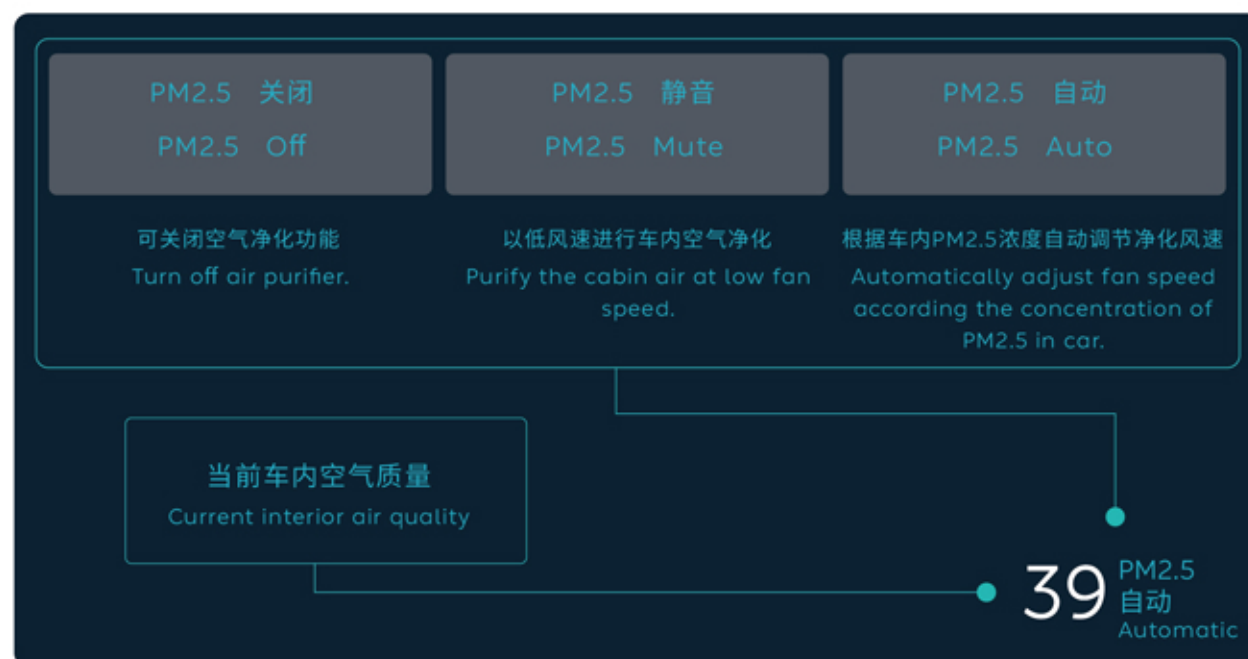 PM2.5 关闭
PM2.5 Off
PM2.5 静音
PM2.5 Mute
PM2.5 自动
PM2.5 Auto
可关闭空气净化功能
Turn off air purifier.
以低风速进行车内空气净化
Purify the cabin air at low fan
speed.
根据车内PM2.5浓度自动调节净化风速
Automatically adjust fan speed
according the concentration of
PM2.5 in car.
当前车内空气质量
Current interior air quality
39
PM2.5
自动
Automatic